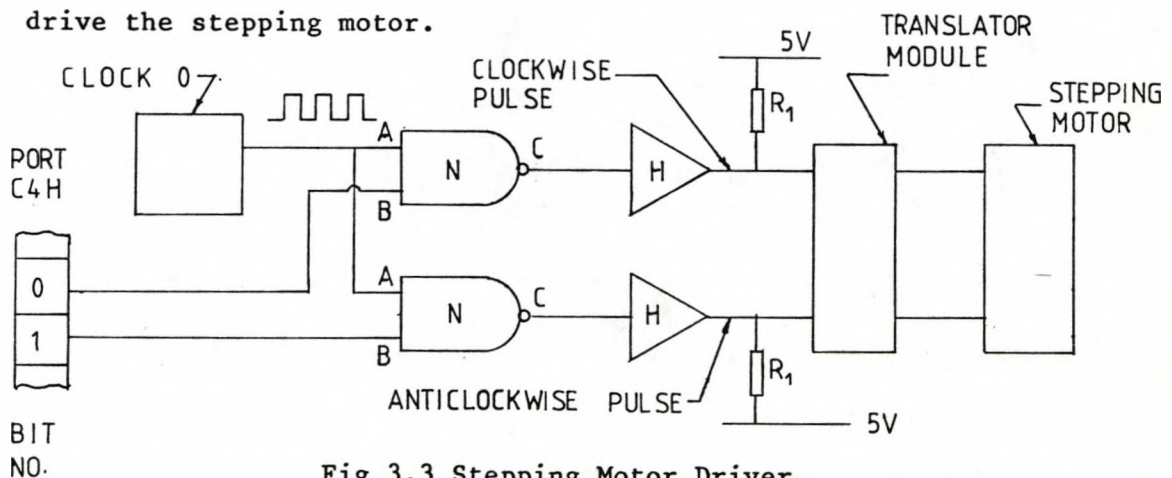 drive the stepping motor.
CLOCK 0
PORT
C4H
0
1
BIT
NO.
A
N
C
B
A
N
C
B
CLOCKWISE
PULSE
H
H
ANTICLOCKWISE PULSE
5V
R1
R1
5V
TRANSLATOR
MODULE
STEPPING
MOTOR
Fig 3.3 Stepping Motor Driver